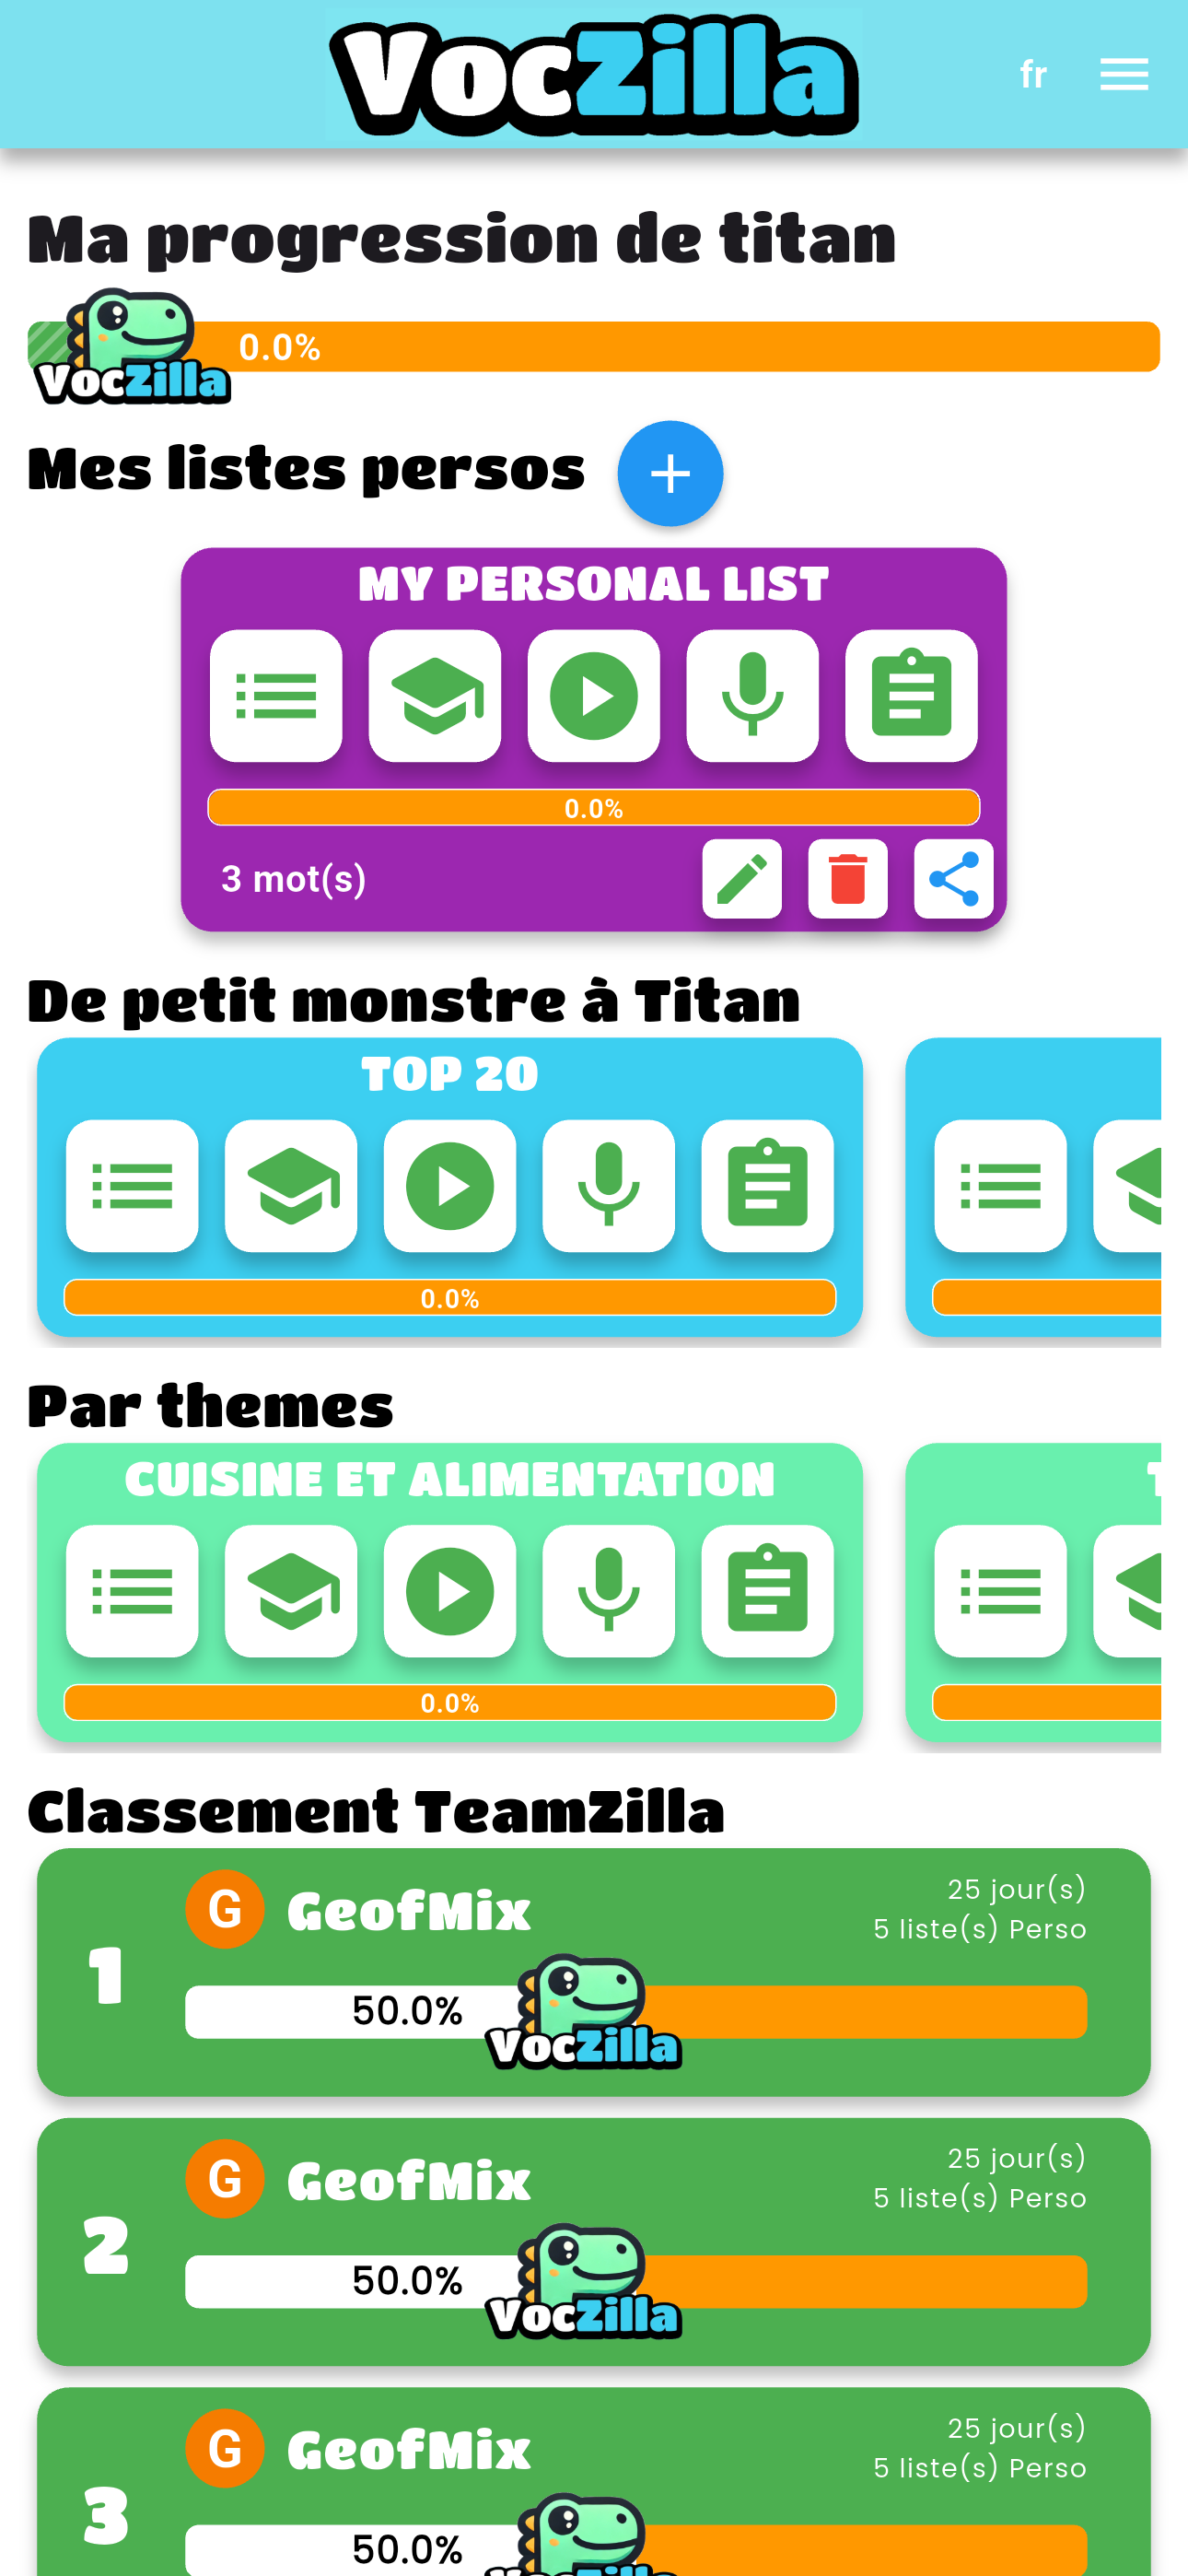 VocZilla
fr
Ma progression de titan
0.0%
VocZilla
Mes listes persos
MY PERSONAL LIST
0.0%
3 mot(s)
De petit monstre à Titan
TOP 20
0.0%
Par themes
CUISINE ET ALIMENTATION
0.0%
Classement TeamZilla
1
G GeofMix
25 jour(s)
5 liste(s) Perso
50.0%
VocZilla
2
G GeofMix
25 jour(s)
5 liste(s) Perso
50.0%
VocZilla
3
G GeofMix
25 jour(s)
5 liste(s) Perso
50.0%